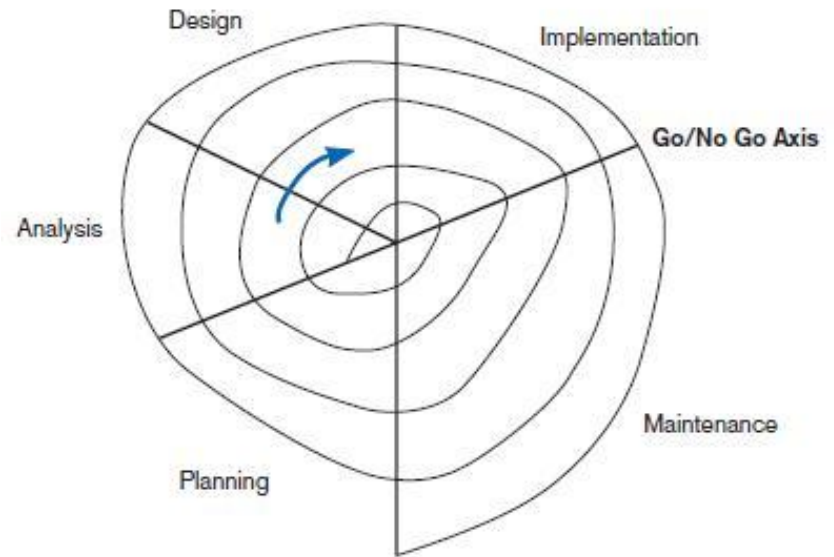 Design
Implementation
Go/No Go Axis
Analysis
Maintenance
Planning